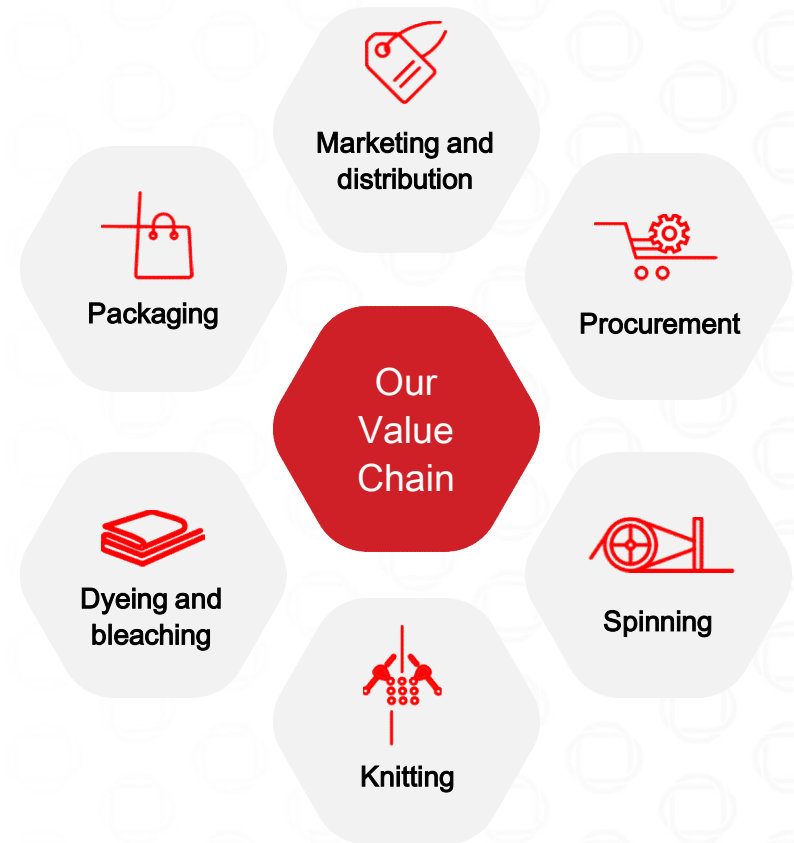 Marketing and
distribution
Packaging
Procurement
Our
Value
Chain
Dyeing and
bleaching
Spinning
Knitting